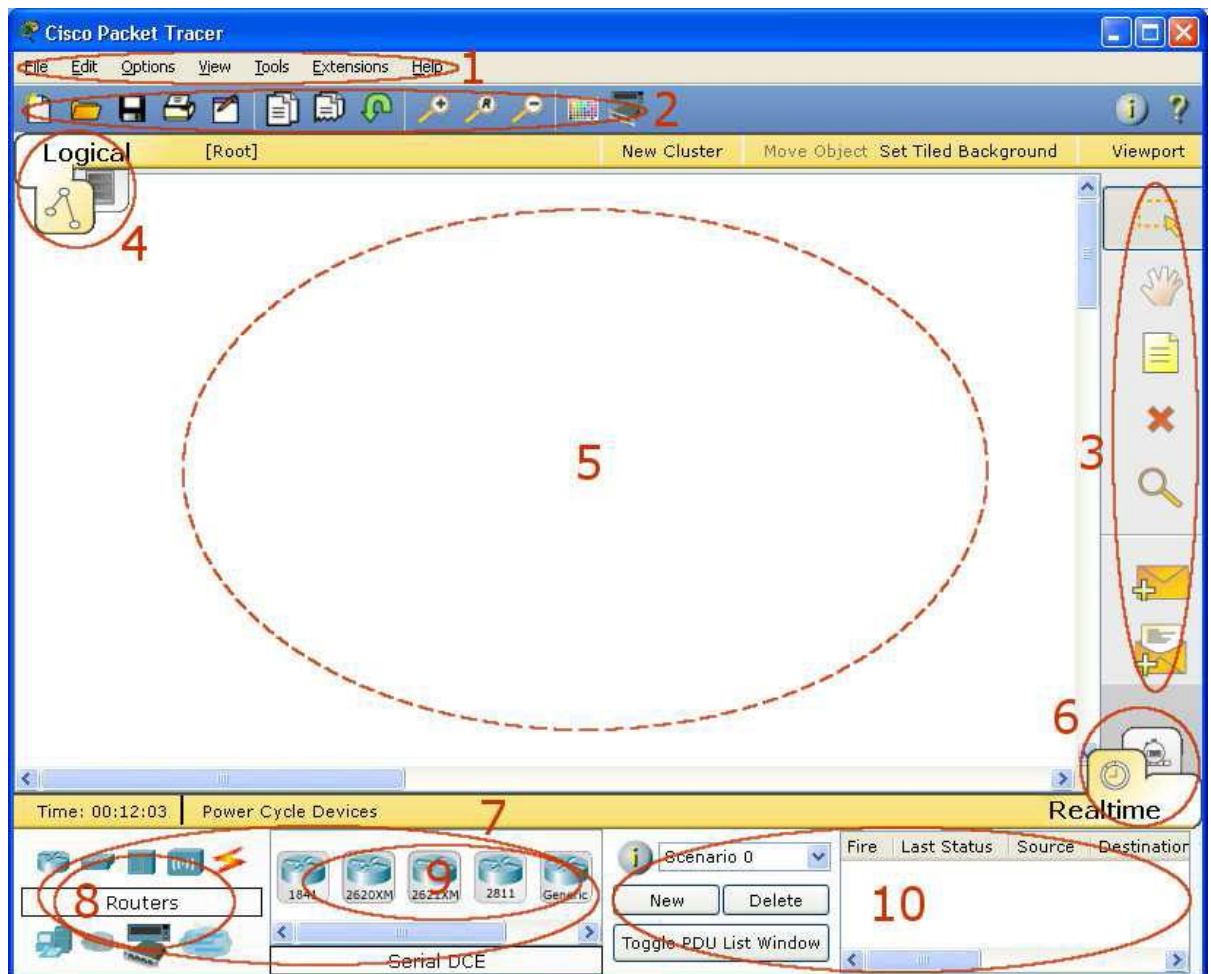 Cisco Packet Tracer
File Edit Options View Tools Extensions Help 1
2
Logical [Root] New Cluster Move Object Set Tiled Background Viewport
4
3
5
6
Time: 00:12:03 Power Cycle Devices 7 Realtime
Scenario 0 Fire Last Status Source Destination
8 Routers 1841 2620XM 2621XM 2811 Generic 9 New Delete 10
Toggle PDU List Window
Serial DCE